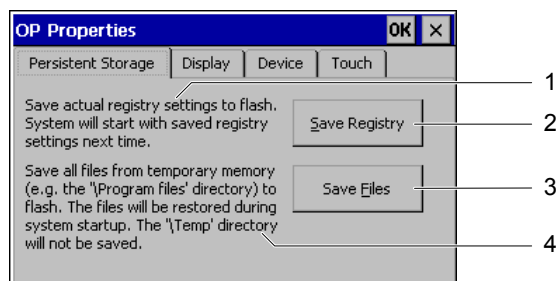 OP Properties OK ×
Persistent Storage Display Device Touch
1
Save actual registry settings to flash.
System will start with saved registry
settings next time.
Save Registry
2
Save all files from temporary memory
(e.g. the '\Program files' directory) to
flash. The files will be restored during
system startup. The '\Temp' directory
will not be saved.
Save Files
3
4